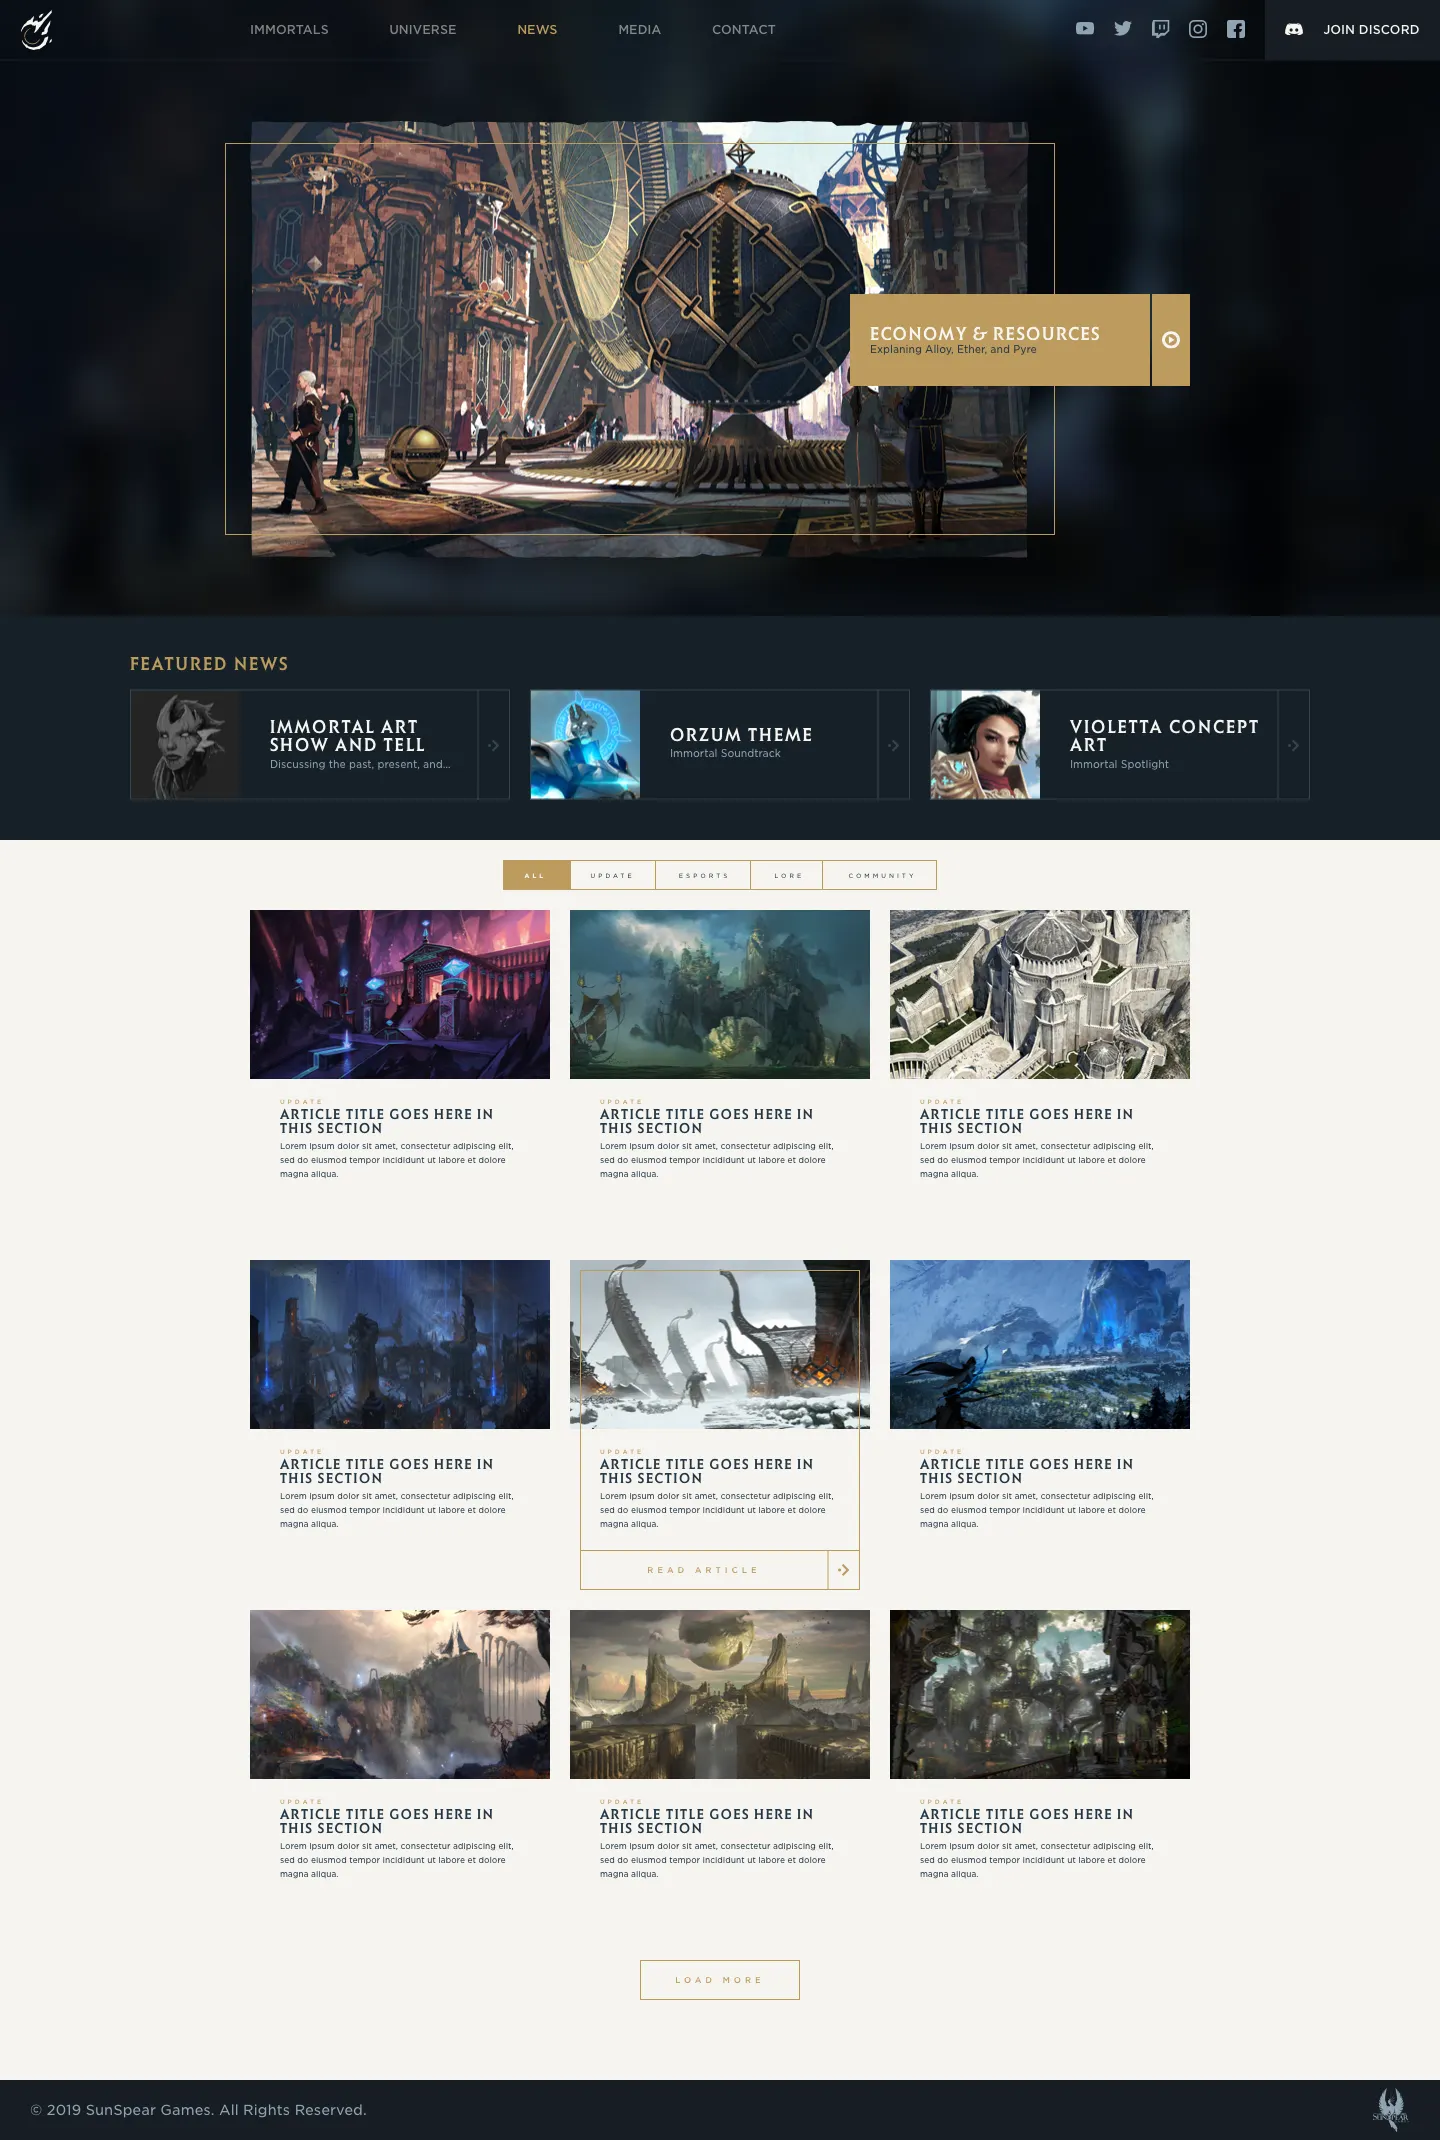 IMMORTALS UNIVERSE NEWS MEDIA CONTACT JOIN DISCORD
ECONOMY & RESOURCES
Explaning Alloy, Ether, and Pyre
FEATURED NEWS
IMMORTAL ART
SHOW AND TELL
Discussing the past, present, and...
ORZUM THEME
Immortal Soundtrack
VIOLETTA CONCEPT
ART
Immortal Spotlight
ALL UPDATE ESPORTS LORE COMMUNITY
UPDATE
ARTICLE TITLE GOES HERE IN
THIS SECTION
Lorem ipsum dolor sit amet, consectetur adipiscing elit,
sed do eiusmod tempor incididunt ut labore et dolore
magna aliqua.
UPDATE
ARTICLE TITLE GOES HERE IN
THIS SECTION
Lorem ipsum dolor sit amet, consectetur adipiscing elit,
sed do eiusmod tempor incididunt ut labore et dolore
magna aliqua.
UPDATE
ARTICLE TITLE GOES HERE IN
THIS SECTION
Lorem ipsum dolor sit amet, consectetur adipiscing elit,
sed do eiusmod tempor incididunt ut labore et dolore
magna aliqua.
UPDATE
ARTICLE TITLE GOES HERE IN
THIS SECTION
Lorem ipsum dolor sit amet, consectetur adipiscing elit,
sed do eiusmod tempor incididunt ut labore et dolore
magna aliqua.
UPDATE
ARTICLE TITLE GOES HERE IN
THIS SECTION
Lorem ipsum dolor sit amet, consectetur adipiscing elit,
sed do eiusmod tempor incididunt ut labore et dolore
magna aliqua.
READ ARTICLE
UPDATE
ARTICLE TITLE GOES HERE IN
THIS SECTION
Lorem ipsum dolor sit amet, consectetur adipiscing elit,
sed do eiusmod tempor incididunt ut labore et dolore
magna aliqua.
UPDATE
ARTICLE TITLE GOES HERE IN
THIS SECTION
Lorem ipsum dolor sit amet, consectetur adipiscing elit,
sed do eiusmod tempor incididunt ut labore et dolore
magna aliqua.
UPDATE
ARTICLE TITLE GOES HERE IN
THIS SECTION
Lorem ipsum dolor sit amet, consectetur adipiscing elit,
sed do eiusmod tempor incididunt ut labore et dolore
magna aliqua.
UPDATE
ARTICLE TITLE GOES HERE IN
THIS SECTION
Lorem ipsum dolor sit amet, consectetur adipiscing elit,
sed do eiusmod tempor incididunt ut labore et dolore
magna aliqua.
LOAD MORE
© 2019 SunSpear Games. All Rights Reserved.
SUNSPEAR